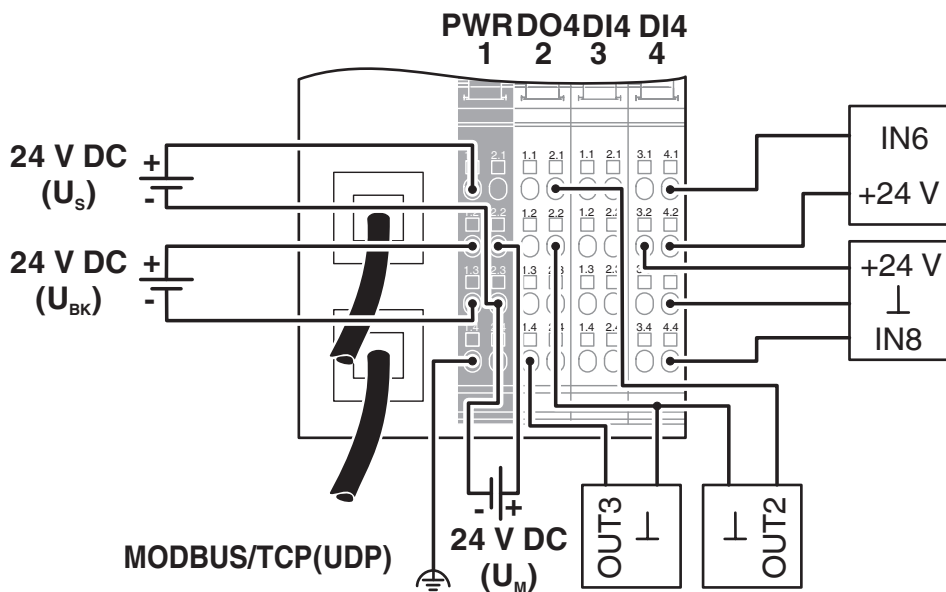 PWR DO4 DI4 DI4
1 2 3 4
24 V DC
(US)
+
-
24 V DC
(UBK)
+
-
2.1 1.1 2.1 1.1 2.1 3.1 4.1
1.2 2.2 1.2 2.2 1.2 2.2 3.2 4.2
1.3 2.3 1.3 2.3 1.3 2.3
1.4 1.4 2.4 1.4 2.4 3.4 4.4
IN6
+24 V
+24 V
IN8
- +
24 V DC
(UM)
MODBUS/TCP(UDP)
OUT3
OUT2